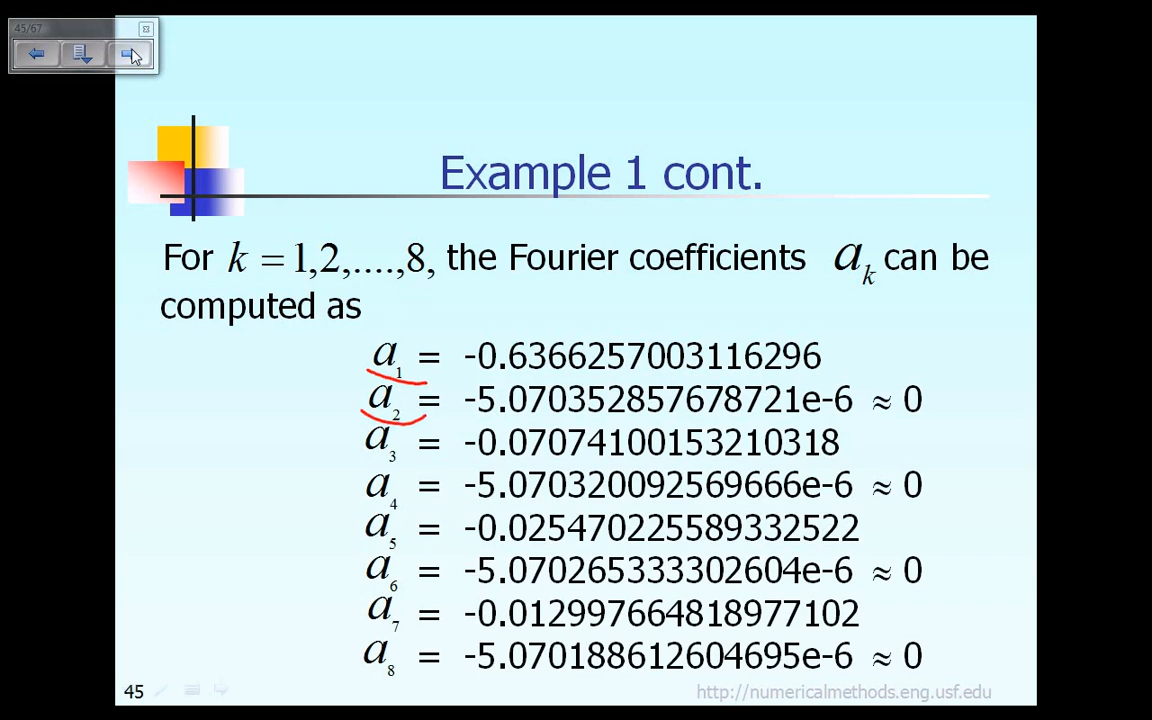 45/67
Example 1 cont.
For k = 1,2,....,8, the Fourier coefficients a_k can be
computed as
a_1 = -0.6366257003116296
a_2 = -5.070352857678721e-6 ≈ 0
a_3 = -0.07074100153210318
a_4 = -5.070320092569666e-6 ≈ 0
a_5 = -0.025470225589332522
a_6 = -5.070265333302604e-6 ≈ 0
a_7 = -0.012997664818977102
a_8 = -5.070188612604695e-6 ≈ 0
45
http://numericalmethods.eng.usf.edu